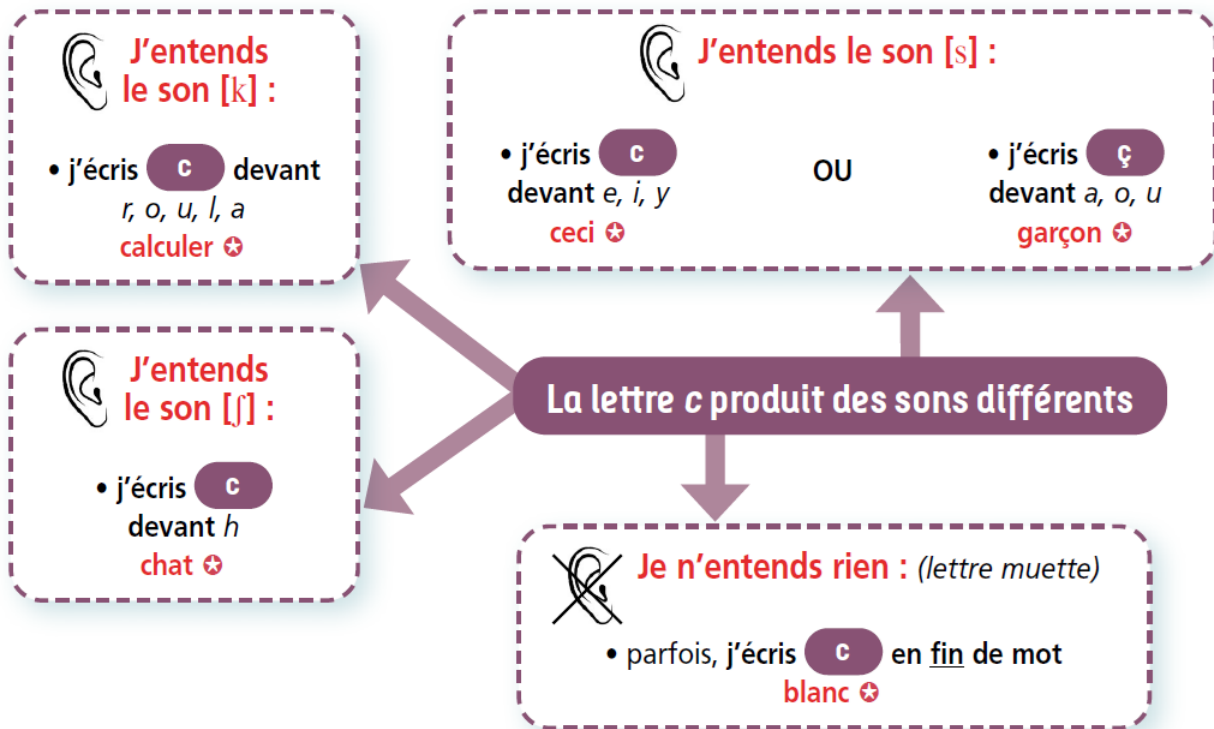 J'entends
le son [k] :
• j'écris c devant
r, o, u, l, a
calculer ✪
J'entends le son [s] :
• j'écris c
devant e, i, y
ceci ✪
OU
• j'écris ç
devant a, o, u
garçon ✪
La lettre c produit des sons différents
J'entends
le son [ʃ] :
• j'écris c
devant h
chat ✪
Je n'entends rien : (lettre muette)
• parfois, j'écris c en fin de mot
blanc ✪